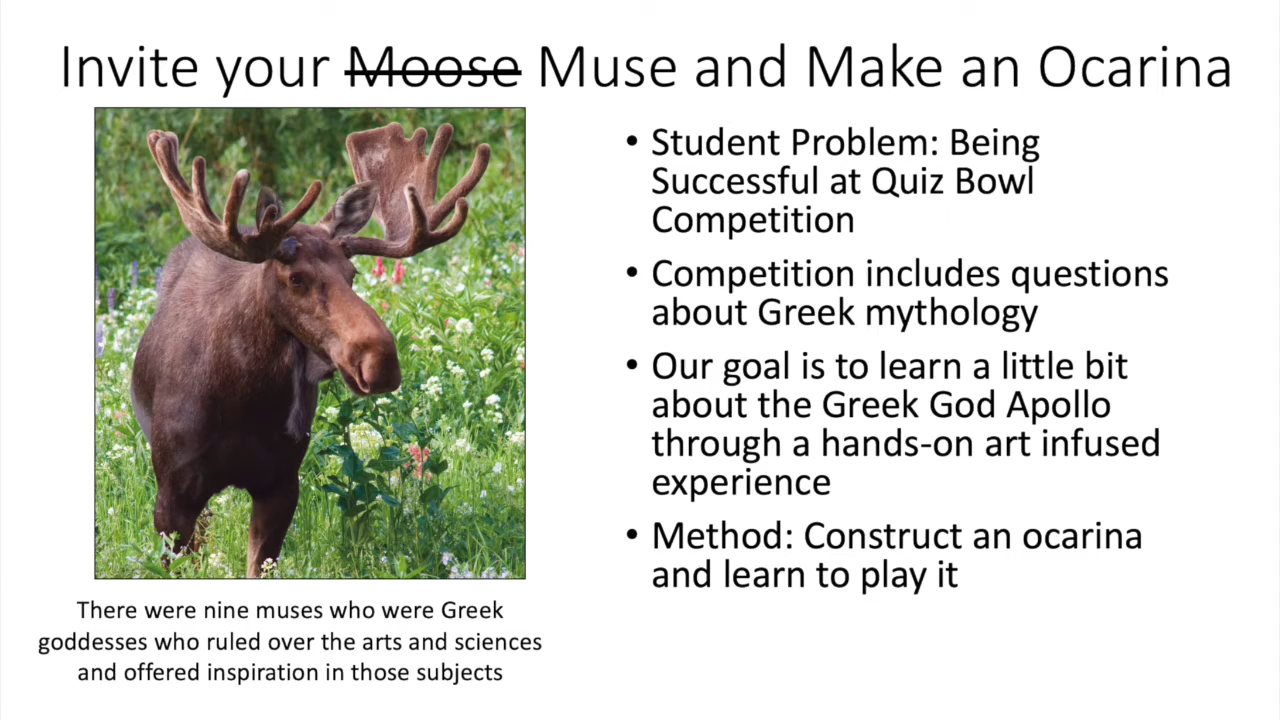 Invite your Moose Muse and Make an Ocarina
• Student Problem: Being
Successful at Quiz Bowl
Competition
• Competition includes questions
about Greek mythology
• Our goal is to learn a little bit
about the Greek God Apollo
through a hands-on art infused
experience
• Method: Construct an ocarina
and learn to play it
There were nine muses who were Greek
goddesses who ruled over the arts and sciences
and offered inspiration in those subjects